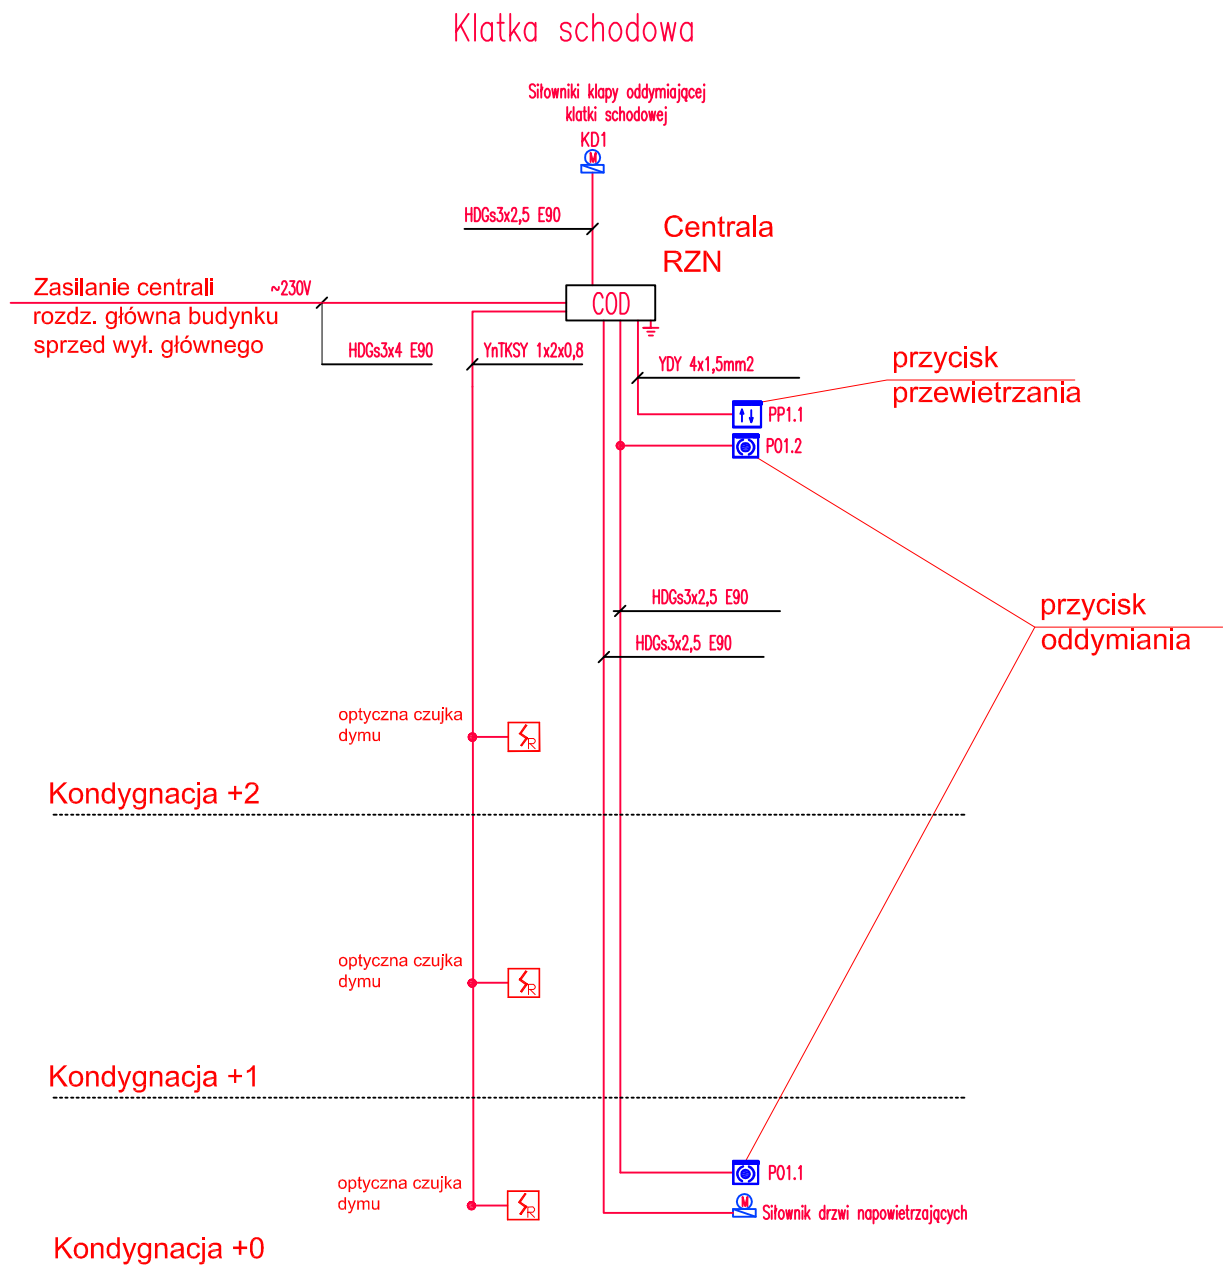 Klatka schodowa
Siłowniki klapy oddymiającej
klatki schodowej
KD1
M
HDGs3x2,5 E90
Centrala
RZN
Zasilanie centrali
~230V
COD
rozdz. główna budynku
sprzed wył. głównego
HDGs3x4 E90
YnTKSY 1x2x0,8
YDY 4x1,5mm2
przycisk
przewietrzania
PP1.1
PO1.2
HDGs3x2,5 E90
przycisk
oddymiania
HDGs3x2,5 E90
optyczna czujka
dymu
R
Kondygnacja +2
optyczna czujka
dymu
R
Kondygnacja +1
PO1.1
optyczna czujka
dymu
R
M
Siłownik drzwi napowietrzających
Kondygnacja +0